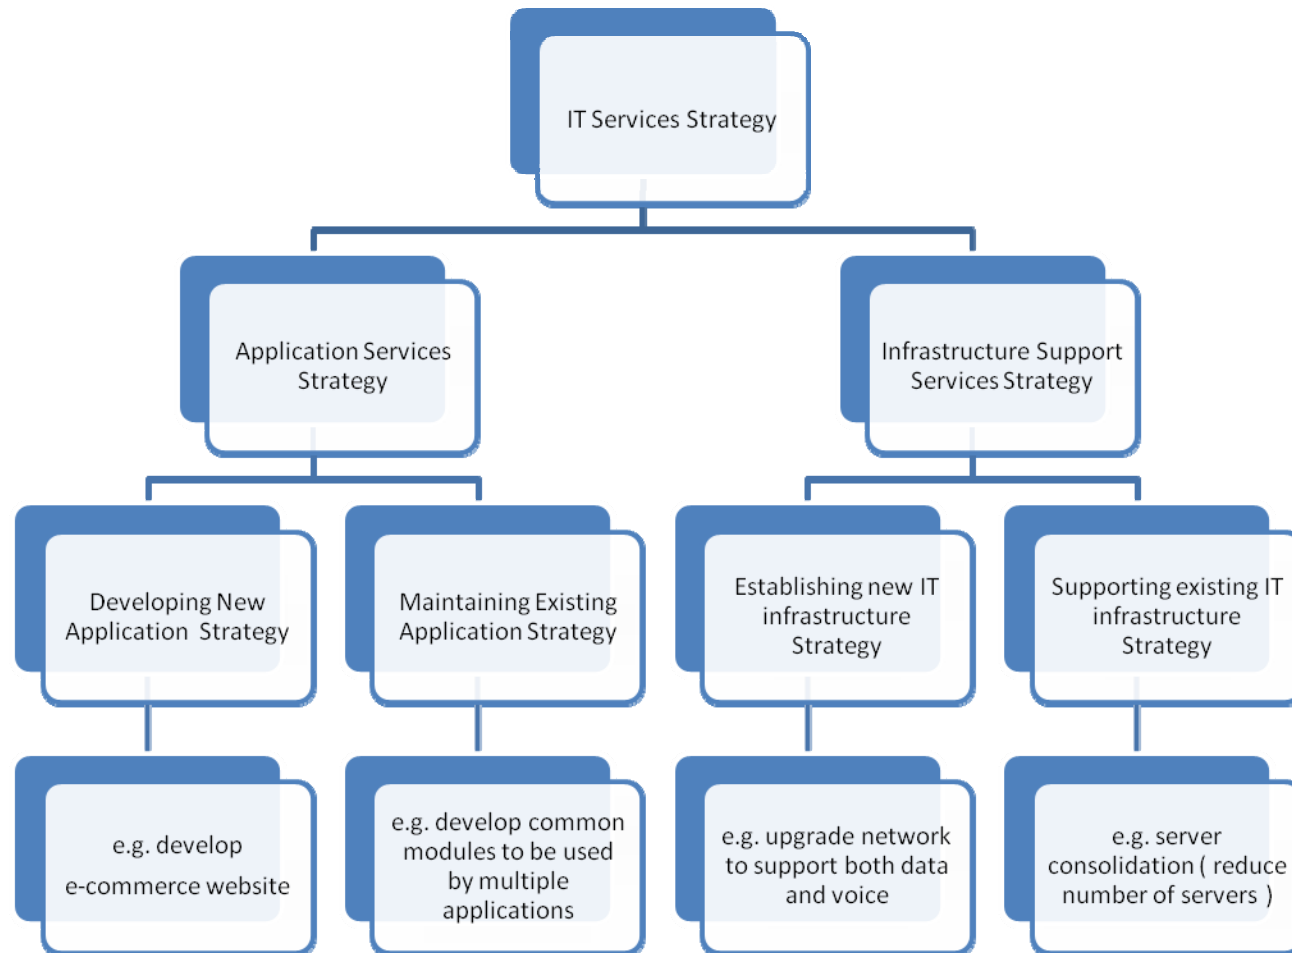 IT Services Strategy
Application Services
Strategy
Infrastructure Support
Services Strategy
Developing New
Application Strategy
Maintaining Existing
Application Strategy
Establishing new IT
infrastructure
Strategy
Supporting existing IT
infrastructure
Strategy
e.g. develop
e-commerce website
e.g. develop common
modules to be used
by multiple
applications
e.g. upgrade network
to support both data
and voice
e.g. server
consolidation ( reduce
number of servers )